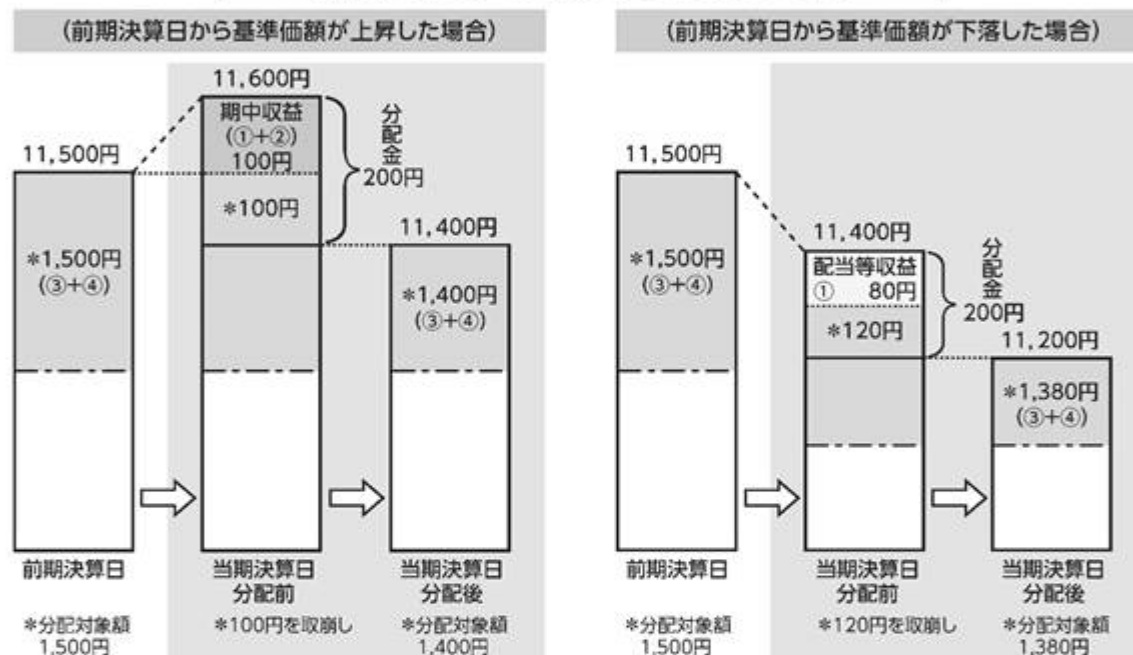 (前期決算日から基準価額が上昇した場合)
11,600円
期中収益
(①+②)
100円
分配金
200円
11,500円
*100円
11,400円
*1,500円
(③+④)
*1,400円
(③+④)
前期決算日
当期決算日
分配前
当期決算日
分配後
*分配対象額
1,500円
*100円を取崩し
*分配対象額
1,400円
(前期決算日から基準価額が下落した場合)
11,500円
11,400円
配当等収益
① 80円
分配金
200円
*120円
11,200円
*1,500円
(③+④)
*1,380円
(③+④)
前期決算日
当期決算日
分配前
当期決算日
分配後
*分配対象額
1,500円
*120円を取崩し
*分配対象額
1,380円